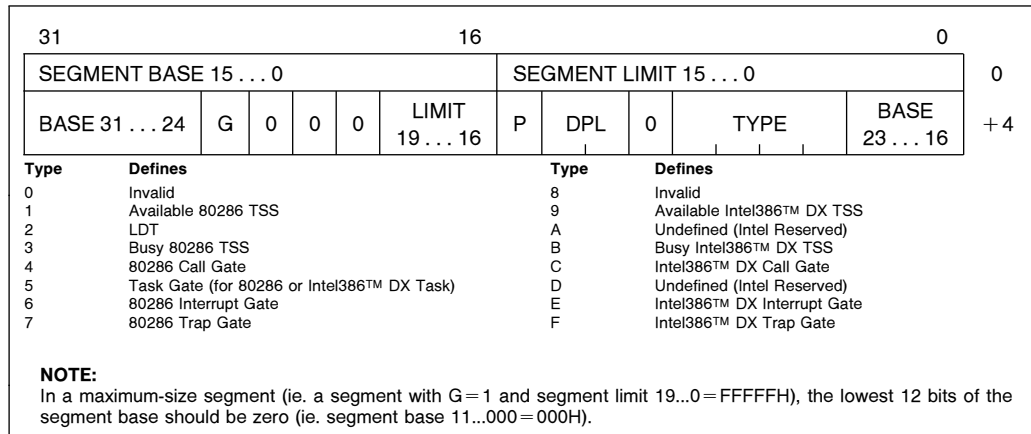 31 16 0
SEGMENT BASE 15 . . . 0 SEGMENT LIMIT 15 . . . 0 0
BASE 31 . . . 24 G 0 0 0 LIMIT 19 . . . 16 P DPL 0 TYPE BASE 23 . . . 16 +4
Type Defines Type Defines
0 Invalid 8 Invalid
1 Available 80286 TSS 9 Available Intel386™ DX TSS
2 LDT A Undefined (Intel Reserved)
3 Busy 80286 TSS B Busy Intel386™ DX TSS
4 80286 Call Gate C Intel386™ DX Call Gate
5 Task Gate (for 80286 or Intel386™ DX Task) D Undefined (Intel Reserved)
6 80286 Interrupt Gate E Intel386™ DX Interrupt Gate
7 80286 Trap Gate F Intel386™ DX Trap Gate
NOTE:
In a maximum-size segment (ie. a segment with G=1 and segment limit 19...0=FFFFFH), the lowest 12 bits of the
segment base should be zero (ie. segment base 11...000=000H).